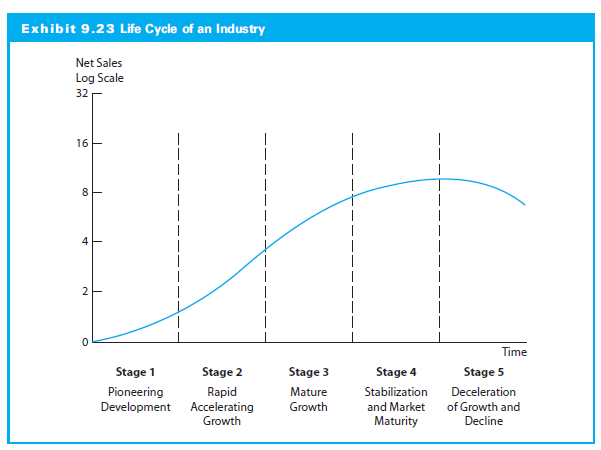 Exhibit 9.23 Life Cycle of an Industry
Net Sales
Log Scale
32
16
8
4
2
0
Time
Stage 1
Pioneering
Development
Stage 2
Rapid
Accelerating
Growth
Stage 3
Mature
Growth
Stage 4
Stabilization
and Market
Maturity
Stage 5
Deceleration
of Growth and
Decline